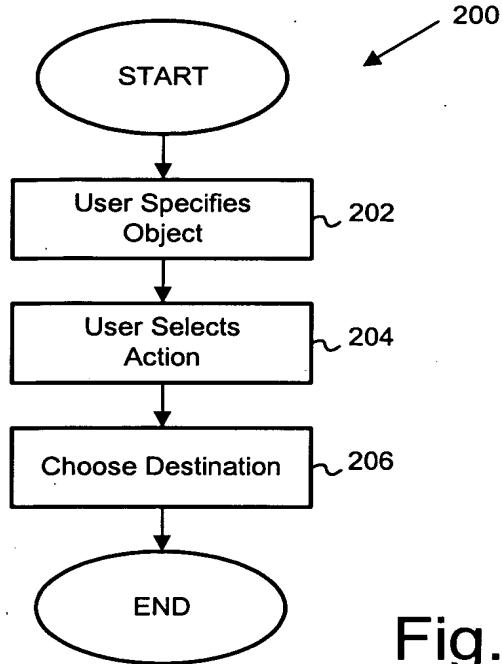 200
START
User Specifies
Object
202
User Selects
Action
204
Choose Destination
206
END
Fig.